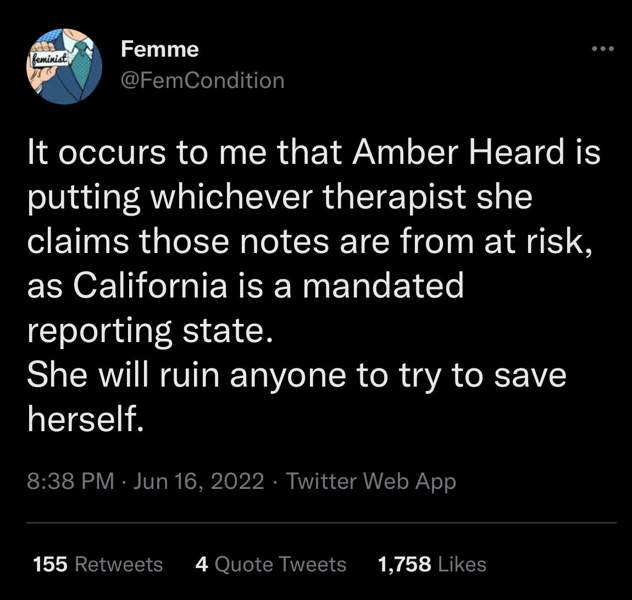 feminist
Femme
@FemCondition
It occurs to me that Amber Heard is
putting whichever therapist she
claims those notes are from at risk,
as California is a mandated
reporting state.
She will ruin anyone to try to save
herself.
8:38 PM · Jun 16, 2022 · Twitter Web App
155 Retweets 4 Quote Tweets 1,758 Likes